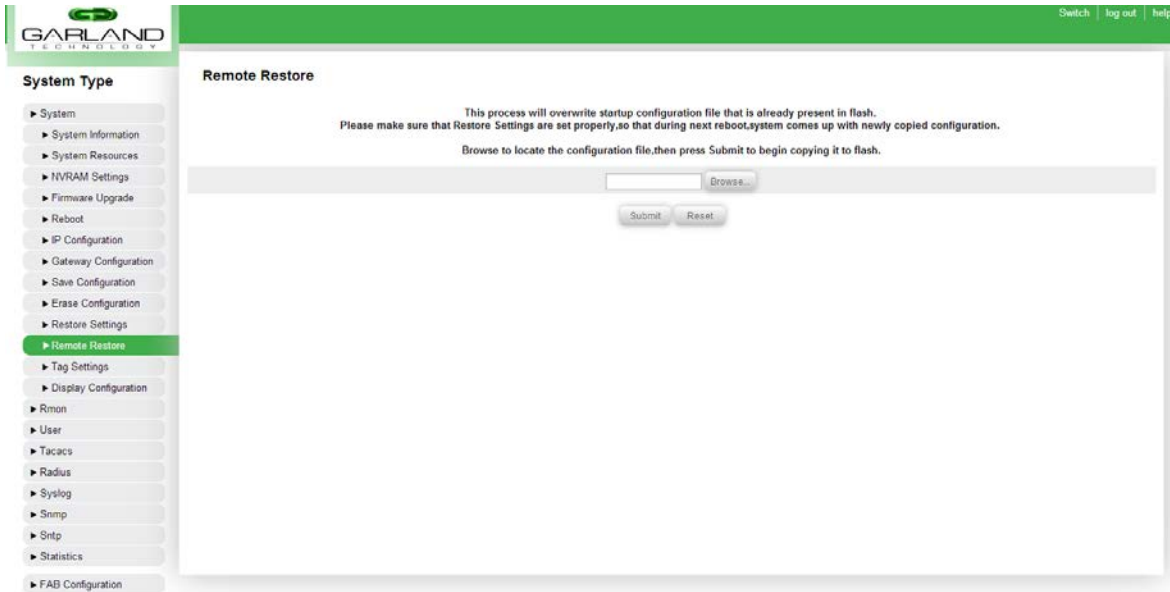 GARLAND
TECHNOLOGY
Switch | log out | help
System Type
▶ System
▶ System Information
▶ System Resources
▶ NVRAM Settings
▶ Firmware Upgrade
▶ Reboot
▶ IP Configuration
▶ Gateway Configuration
▶ Save Configuration
▶ Erase Configuration
▶ Restore Settings
▶ Remote Restore
▶ Tag Settings
▶ Display Configuration
▶ Rmon
▶ User
▶ Tacacs
▶ Radius
▶ Syslog
▶ Snmp
▶ Sntp
▶ Statistics
▶ FAB Configuration
Remote Restore
This process will overwrite startup configuration file that is already present in flash.
Please make sure that Restore Settings are set properly,so that during next reboot,system comes up with newly copied configuration.
Browse to locate the configuration file,then press Submit to begin copying it to flash.
Browse...
Submit Reset